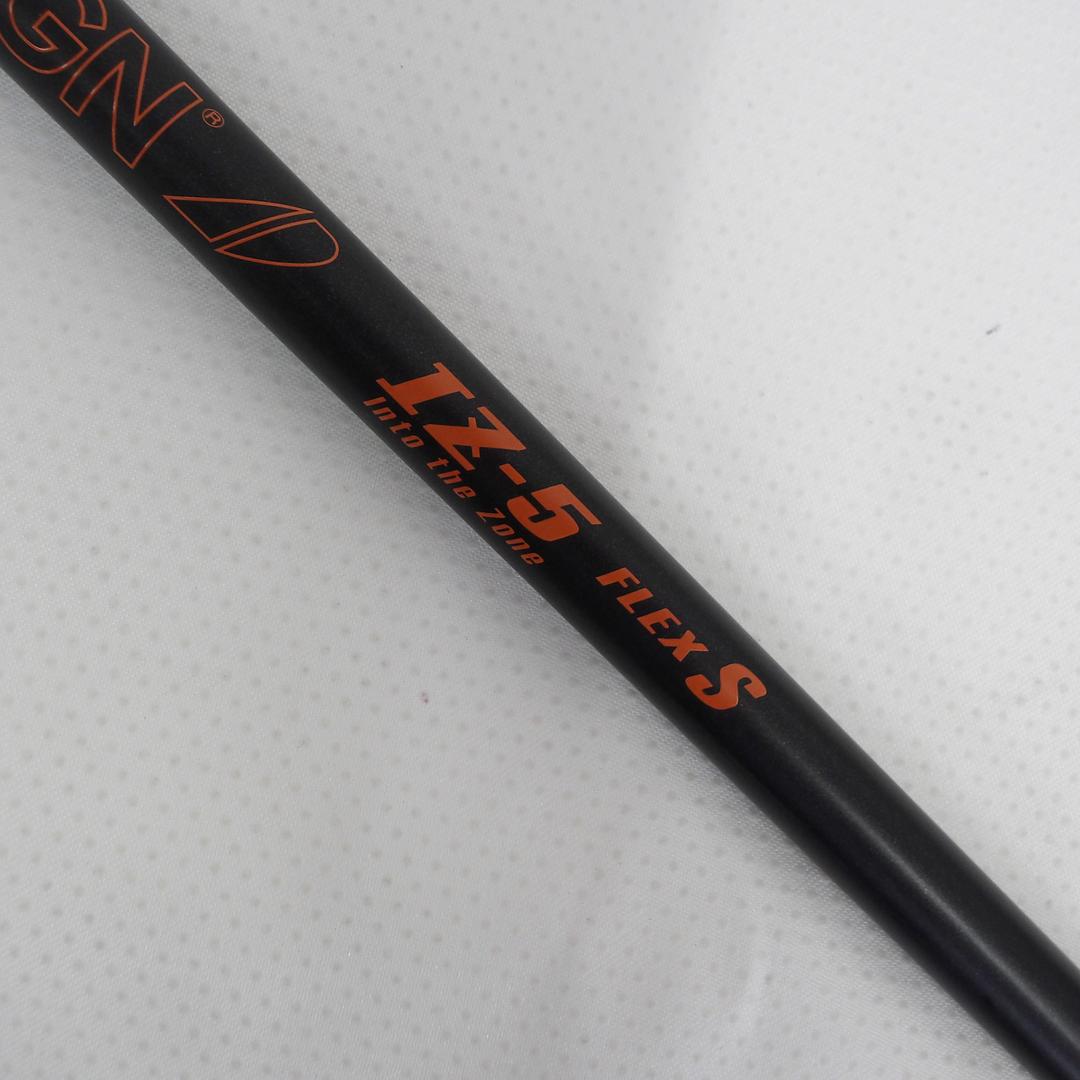 GN®
IZ-5 FLEX S
Into the Zone